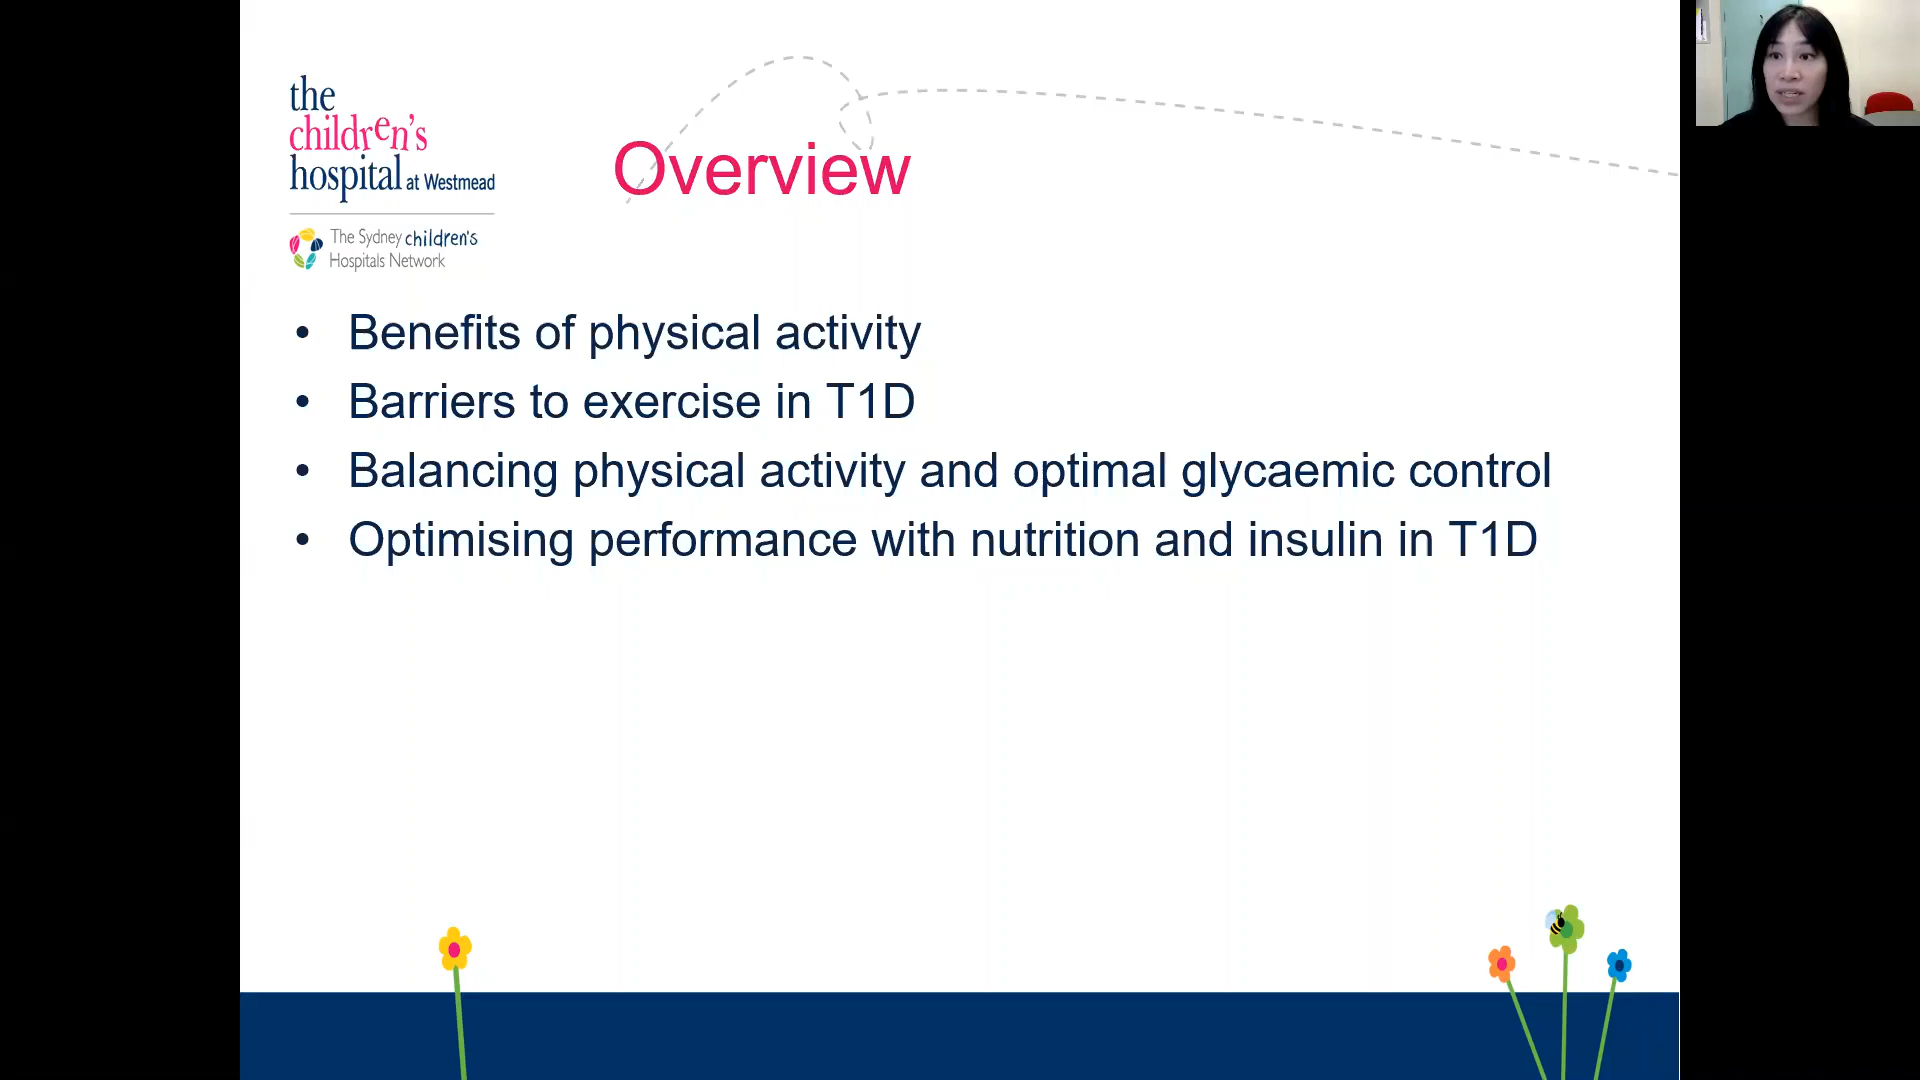 the
children's
hospital at Westmead
The Sydney children's
Hospitals Network
Overview
• Benefits of physical activity
• Barriers to exercise in T1D
• Balancing physical activity and optimal glycaemic control
• Optimising performance with nutrition and insulin in T1D